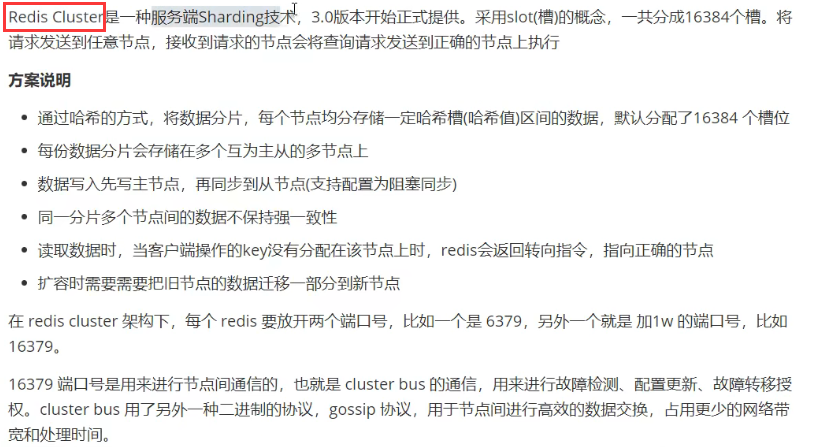 Redis Cluster是一种服务端Sharding技术，3.0版本开始正式提供。采用slot(槽)的概念，一共分成16384个槽。将
请求发送到任意节点，接收到请求的节点会将查询请求发送到正确的节点上执行
方案说明
• 通过哈希的方式，将数据分片，每个节点均分存储一定哈希槽(哈希值)区间的数据，默认分配了16384 个槽位
• 每份数据分片会存储在多个互为主从的多节点上
• 数据写入先写主节点，再同步到从节点(支持配置为阻塞同步)
• 同一分片多个节点间的数据不保持强一致性
• 读取数据时，当客户端操作的key没有分配在该节点上时，redis会返回转向指令，指向正确的节点
• 扩容时需要需要把旧节点的数据迁移一部分到新节点
在 redis cluster 架构下，每个 redis 要放开两个端口号，比如一个是 6379，另外一个就是 加1w 的端口号，比如
16379。
16379 端口号是用来进行节点间通信的，也就是 cluster bus 的通信，用来进行故障检测、配置更新、故障转移授
权。cluster bus 用了另外一种二进制的协议，gossip 协议，用于节点间进行高效的数据交换，占用更少的网络带
宽和处理时间。